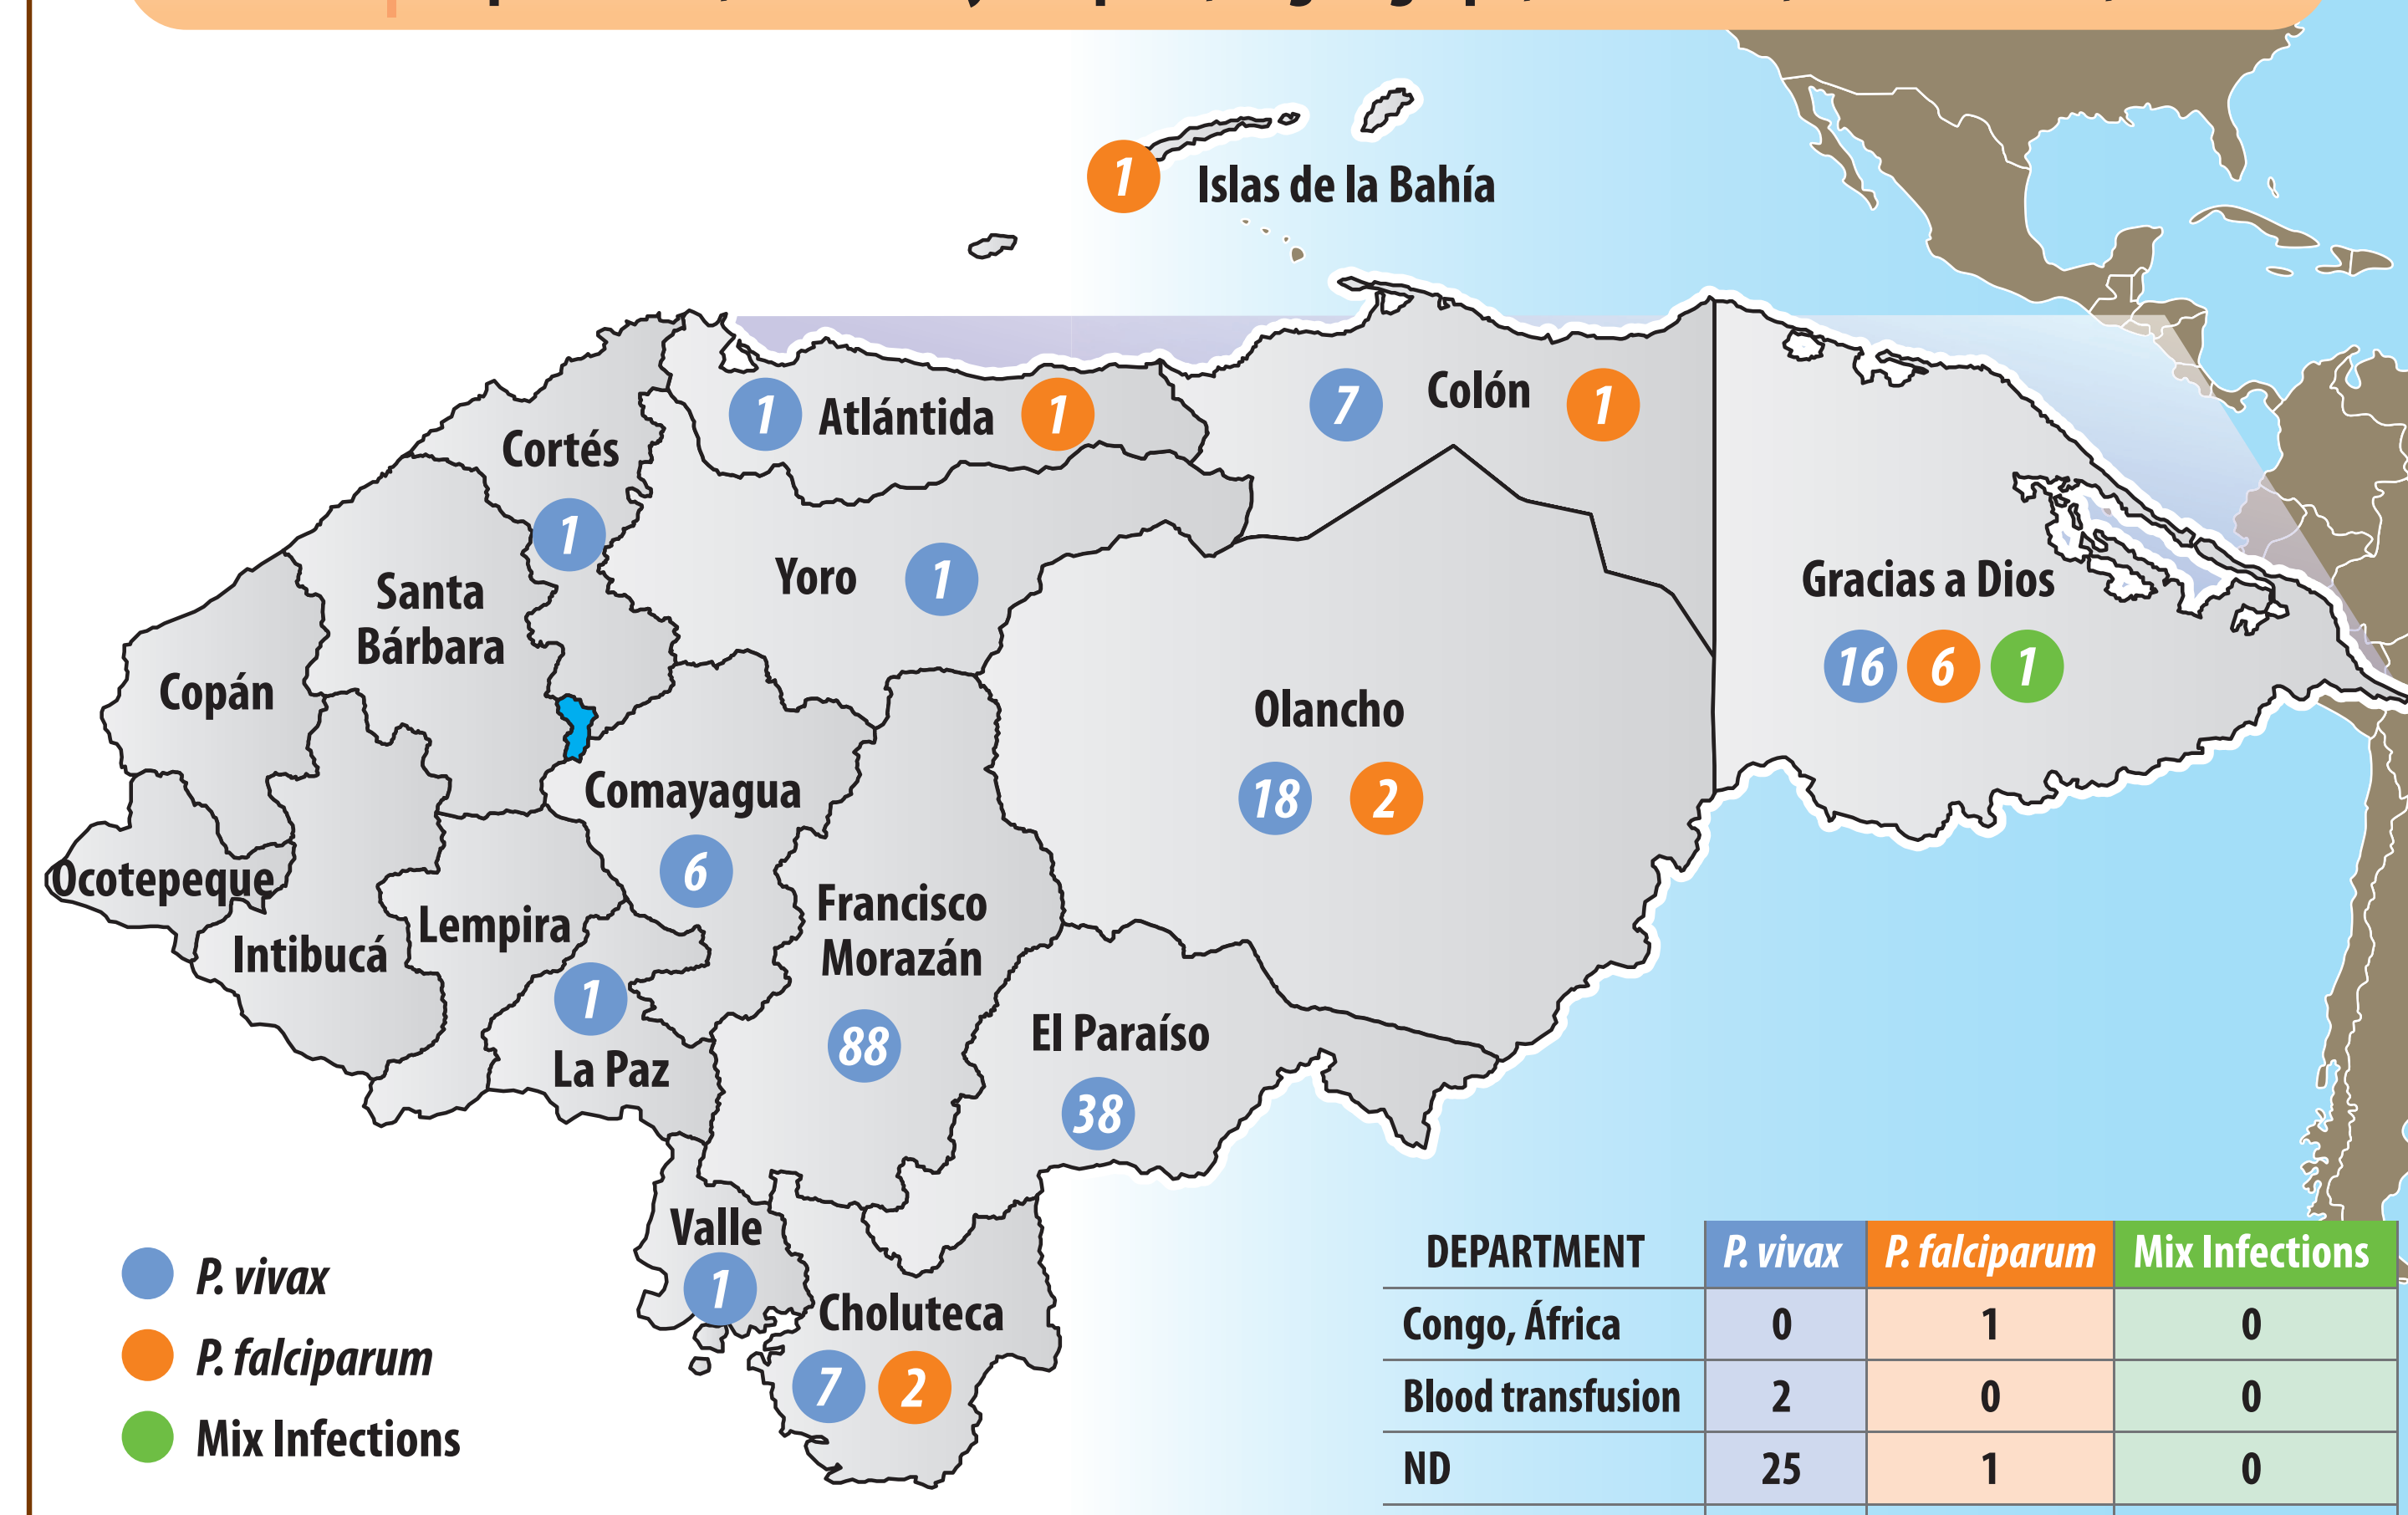 1
Islas de la Bahía
1 Atlántida 1
7 Colón 1
Cortés
1
Yoro 1
Santa
Bárbara
Gracias a Dios
16 6 1
Copán
Olancho
18 2
Comayagua
6
Ocotepeque
Francisco
Morazán
88
Lempira
Intibucá
1
La Paz
El Paraíso
38
Valle
1
Choluteca
7 2
P. vivax
P. falciparum
Mix Infections
DEPARTMENT P. vivax P. falciparum Mix Infections
Congo, África 0 1 0
Blood transfusion 2 0 0
ND 25 1 0